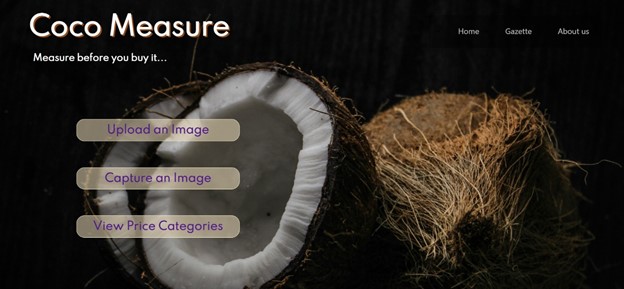 Coco Measure
Home Gazette About us
Measure before you buy it...
Upload an Image
Capture an Image
View Price Categories